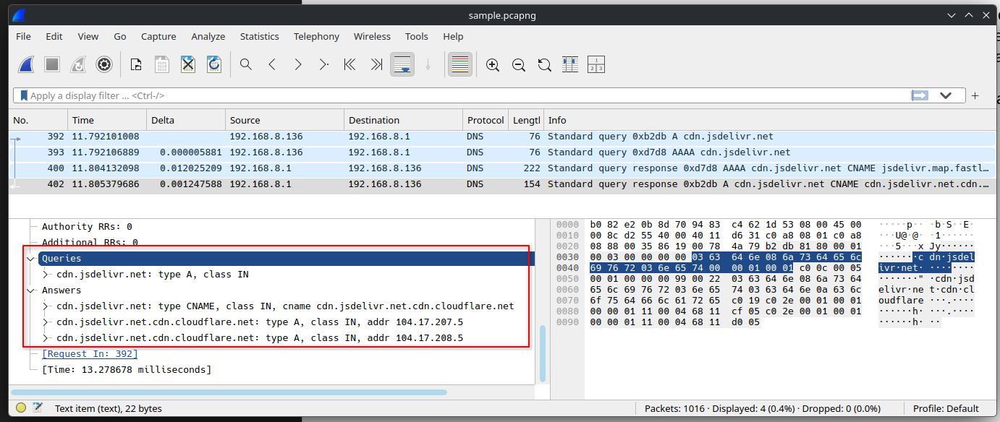 sample.pcapng
File Edit View Go Capture Analyze Statistics Telephony Wireless Tools Help
Apply a display filter ... <Ctrl-/>
No. Time Delta Source Destination Protocol Lengtl Info
392 11.792101008 192.168.8.136 192.168.8.1 DNS 76 Standard query 0xb2db A cdn.jsdelivr.net
393 11.792106889 0.000005881 192.168.8.136 192.168.8.1 DNS 76 Standard query 0xd7d8 AAAA cdn.jsdelivr.net
400 11.804132098 0.012025209 192.168.8.1 192.168.8.136 DNS 222 Standard query response 0xd7d8 AAAA cdn.jsdelivr.net CNAME jsdelivr.map.fastl…
402 11.805379686 0.001247588 192.168.8.1 192.168.8.136 DNS 154 Standard query response 0xb2db A cdn.jsdelivr.net CNAME cdn.jsdelivr.net.cdn.…
Authority RRs: 0
Additional RRs: 0
Queries
cdn.jsdelivr.net: type A, class IN
Answers
cdn.jsdelivr.net: type CNAME, class IN, cname cdn.jsdelivr.net.cdn.cloudflare.net
cdn.jsdelivr.net.cdn.cloudflare.net: type A, class IN, addr 104.17.207.5
cdn.jsdelivr.net.cdn.cloudflare.net: type A, class IN, addr 104.17.208.5
[Request In: 392]
[Time: 13.278678 milliseconds]
0000 b0 82 e2 0b 8d 70 94 83 c4 62 1d 53 08 00 45 00 ·····p·· ·b·S··E·
0010 00 8c d2 55 40 00 40 11 d6 31 c0 a8 08 01 c0 a8 ···U@·@· ·1······
0020 08 88 00 35 86 19 00 78 4a 79 b2 db 81 80 00 01 ···5···x Jy······
0030 00 03 00 00 00 00 03 63 64 6e 08 6a 73 64 65 6c ·······c dn·jsdel
0040 69 76 72 03 6e 65 74 00 00 01 00 01 c0 0c 00 05 ivr·net· ········
0050 00 01 00 00 00 99 00 22 03 63 64 6e 08 6a 73 64 ·······" ·cdn·jsd
0060 65 6c 69 76 72 03 6e 65 74 03 63 64 6e 0a 63 6c elivr·ne t·cdn·cl
0070 6f 75 64 66 6c 61 72 65 c0 19 c0 2e 00 01 00 01 oudflare ···.····
0080 00 00 01 11 00 04 68 11 cf 05 c0 2e 00 01 00 01 ······h· ···.····
0090 00 00 01 11 00 04 68 11 d0 05 ······h· ··
Text item (text), 22 bytes
Packets: 1016 · Displayed: 4 (0.4%) · Dropped: 0 (0.0%)
Profile: Default